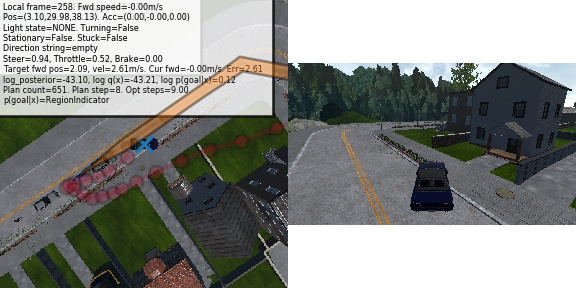 Local frame=258. Fwd speed=-0.00m/s
Pos=(3.10,29.98,38.13). Acc=(0.00,-0.00,0.00)
Light state=NONE. Turning=False
Stationary=False. Stuck=False
Direction string=empty
Steer=0.94, Throttle=0.52, Brake=0.00
Target fwd pos=2.09, vel=2.61m/s. Cur fwd=-0.00m/s. Err=2.61
log_posterior=-43.10, log q(x)=-43.21, log p(goal|x)=0.12
Plan count=651. Plan step=8. Opt steps=9.00
p(goal|x)=RegionIndicator